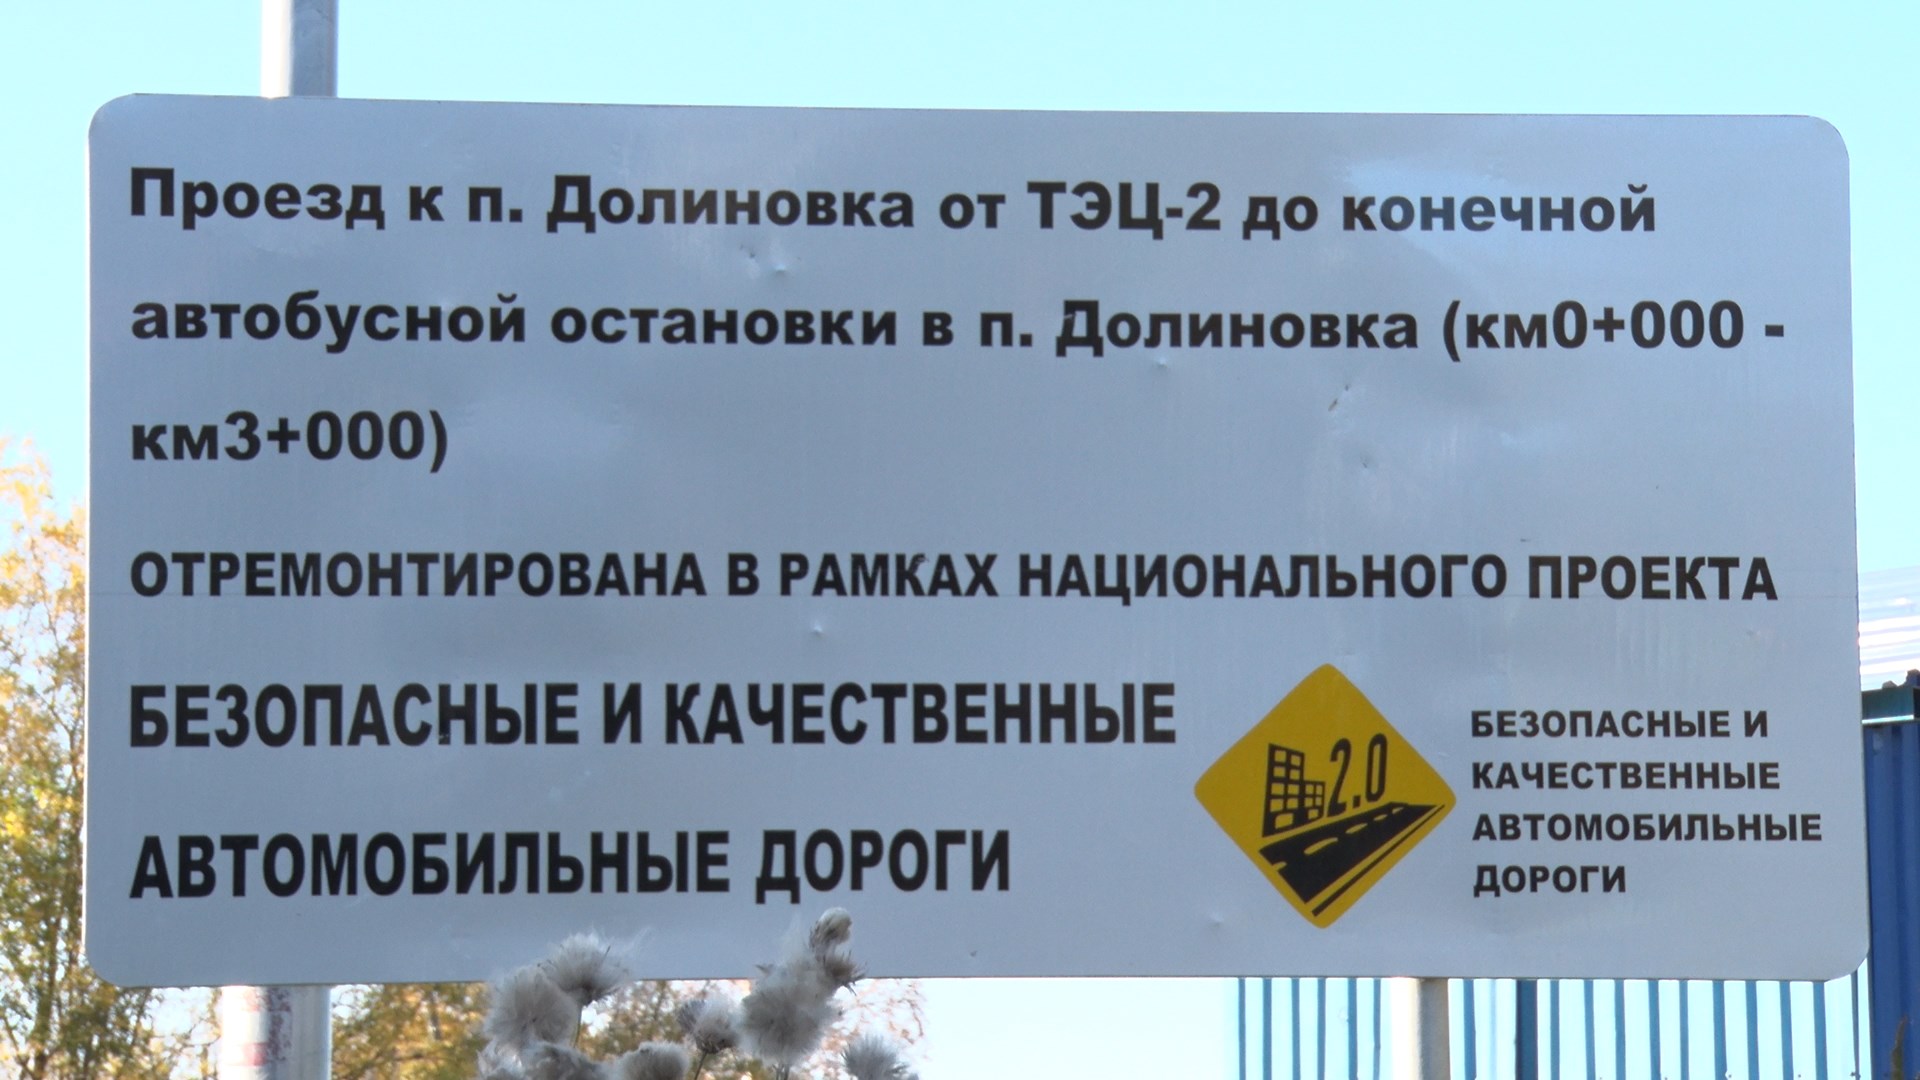 Проезд к п. Долиновка от ТЭЦ-2 до конечной
автобусной остановки в п. Долиновка (км0+000 -
км3+000)
ОТРЕМОНТИРОВАНА В РАМКАХ НАЦИОНАЛЬНОГО ПРОЕКТА
БЕЗОПАСНЫЕ И КАЧЕСТВЕННЫЕ
АВТОМОБИЛЬНЫЕ ДОРОГИ
2.0
БЕЗОПАСНЫЕ И
КАЧЕСТВЕННЫЕ
АВТОМОБИЛЬНЫЕ
ДОРОГИ